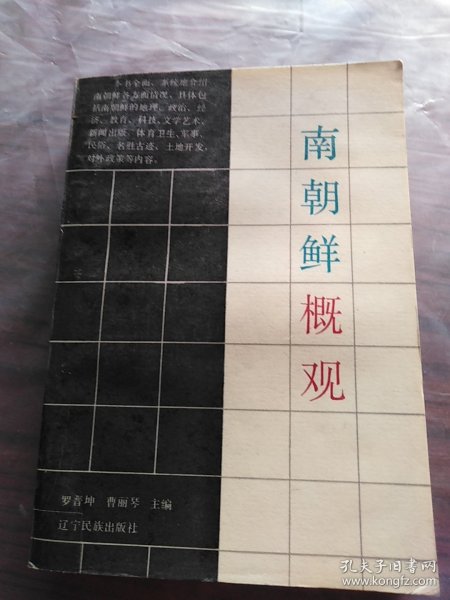 本书全面、系统地介绍
南朝鲜各方面情况，具体包
括南朝鲜的地理、政治、经
济、教育、科技、文学艺术、
新闻出版、体育卫生、军事、
民俗、名胜古迹、土地开发、
对外政策等内容。
南朝鲜概观
罗晋坤 曹丽琴 主编
辽宁民族出版社
孔夫子旧书网
www.kongfz.com